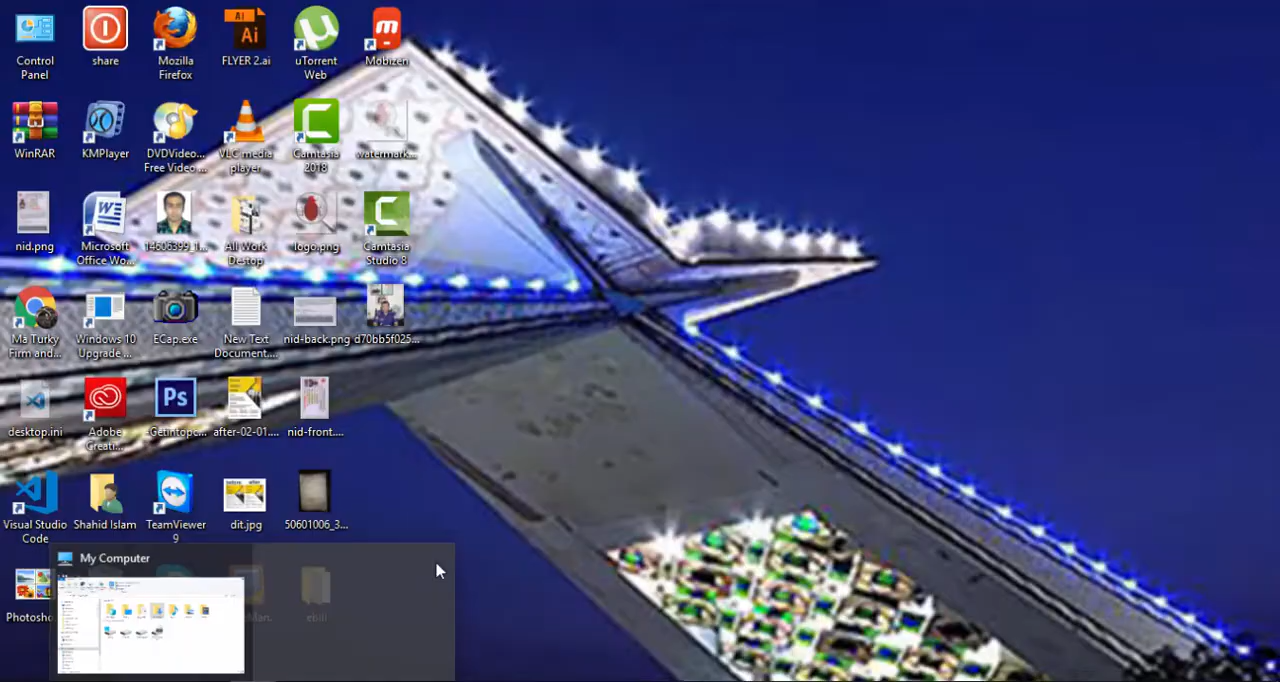 Control
Panel
share
Mozilla
Firefox
FLYER 2.ai
uTorrent
Web
Mobizen
WinRAR
KMPlayer
DVDVideo...
Free Video ...
VLC media
player
Camtasia
2018
watermark...
nid.png
Microsoft
Office Wo...
14606399_1...
All Work
Destop
logo.png
Camtasia
Studio 8
Ma Turky
Firm and...
Windows 10
Upgrade ...
ECap.exe
New Text
Document....
nid-back.png
d70bb5f025...
desktop.ini
Adobe
Creati...
-Getintopc...
after-02-01....
nid-front....
Visual Studio
Code
Shahid Islam
TeamViewer
9
dit.jpg
50601006_3...
My Computer
Photosho